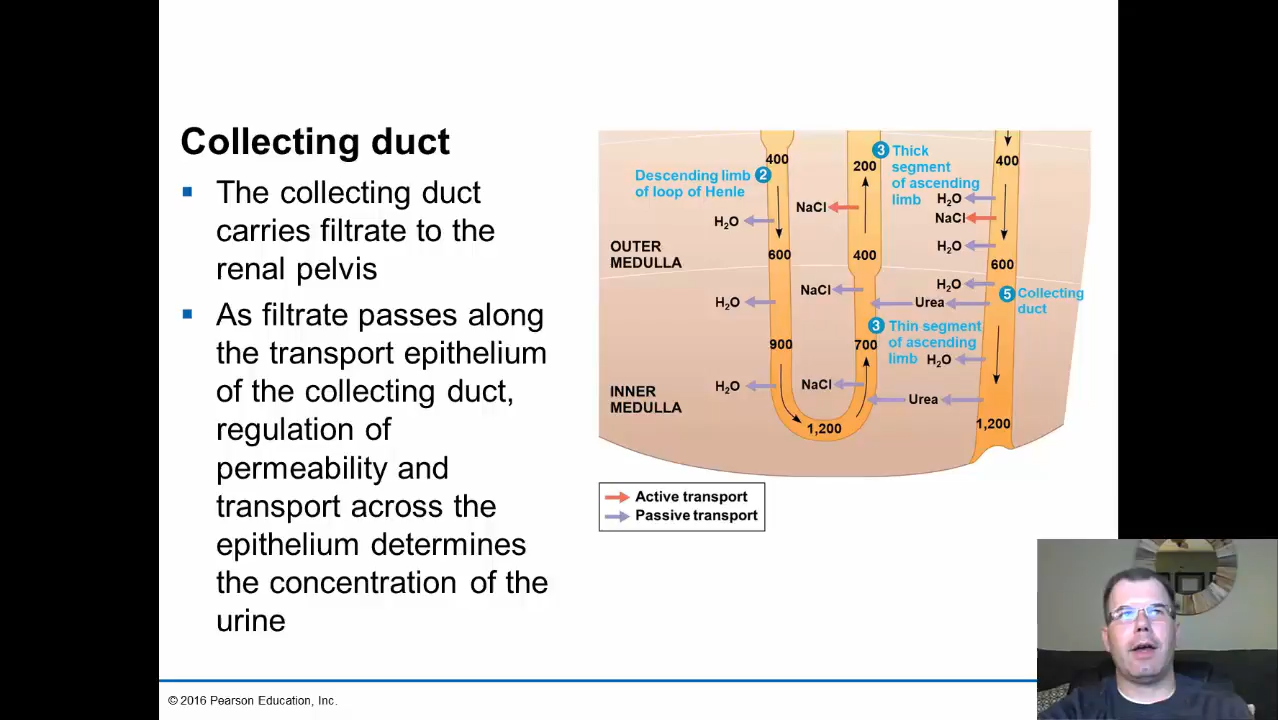 Collecting duct
▪ The collecting duct
carries filtrate to the
renal pelvis
▪ As filtrate passes along
the transport epithelium
of the collecting duct,
regulation of
permeability and
transport across the
epithelium determines
the concentration of the
urine
Descending limb
of loop of Henle
2
400
H₂O
600
H₂O
900
H₂O
1,200
OUTER
MEDULLA
INNER
MEDULLA
3 Thick
segment
of ascending
limb
200
NaCl
400
NaCl
3 Thin segment
of ascending
limb
700
NaCl
400
H₂O
NaCl
H₂O
600
H₂O
Urea
5 Collecting
duct
H₂O
Urea
1,200
Active transport
Passive transport
© 2016 Pearson Education, Inc.